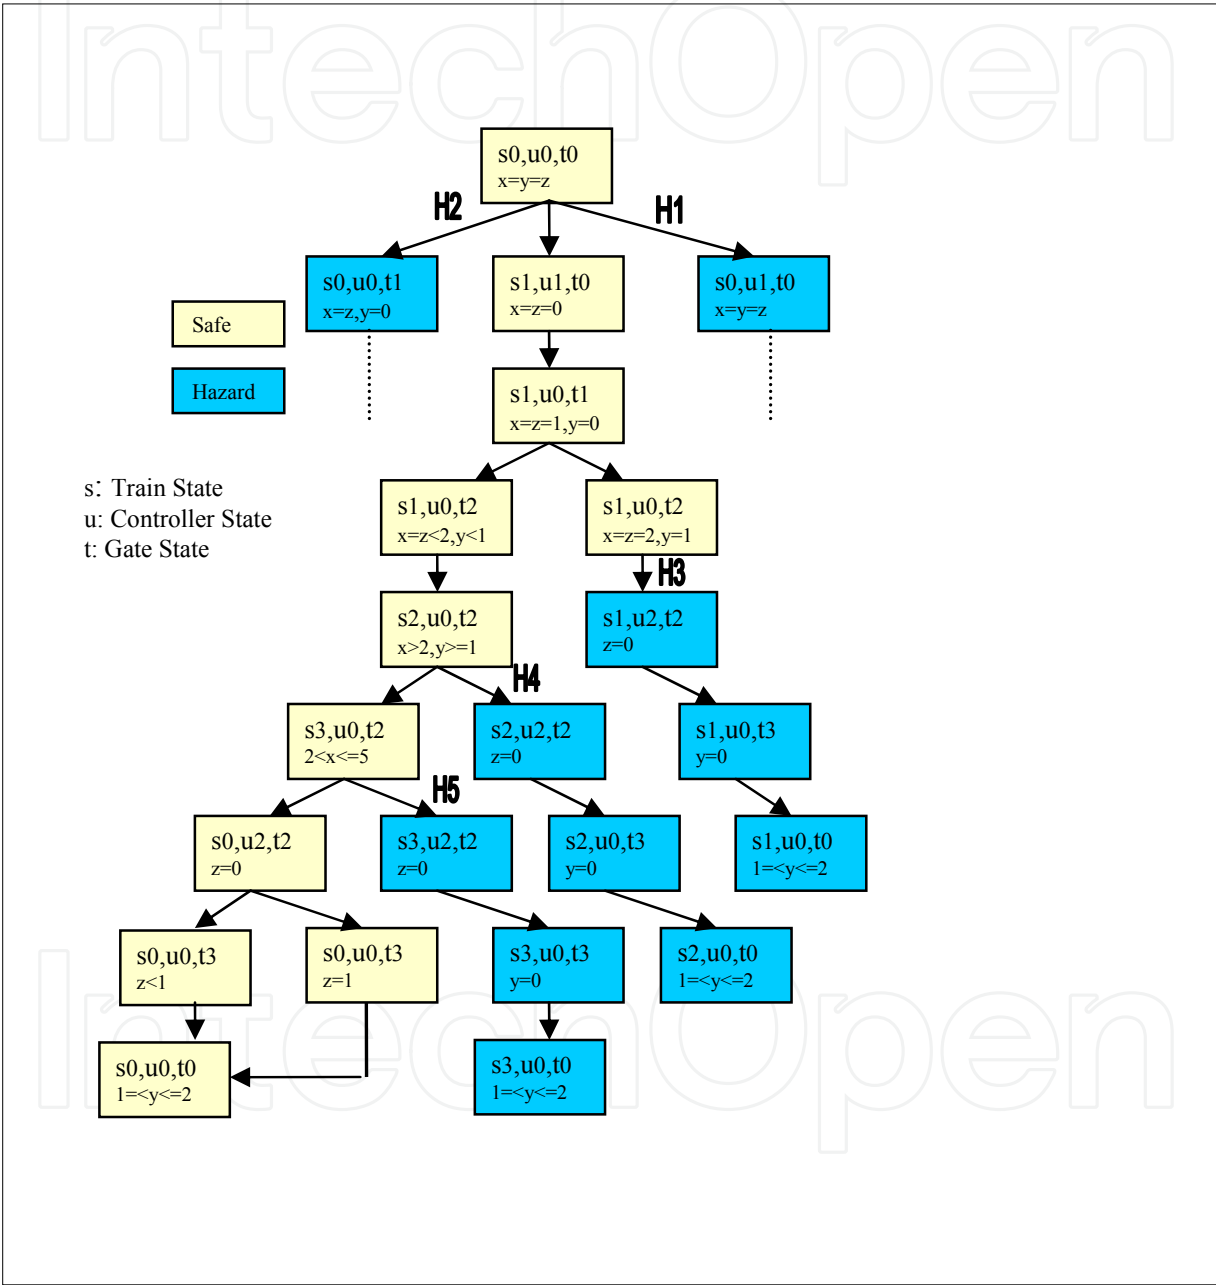 IntechOpen
s0,u0,t0
x=y=z
H2
H1
s0,u0,t1
x=z,y=0
s1,u1,t0
x=z=0
s0,u1,t0
x=y=z
Safe
Hazard
s1,u0,t1
x=z=1,y=0
s: Train State
u: Controller State
t: Gate State
s1,u0,t2
x=z<2,y<1
s1,u0,t2
x=z=2,y=1
H3
s2,u0,t2
x>2,y>=1
s1,u2,t2
z=0
H4
s3,u0,t2
2<x<=5
s2,u2,t2
z=0
s1,u0,t3
y=0
H5
s0,u2,t2
z=0
s3,u2,t2
z=0
s2,u0,t3
y=0
s1,u0,t0
1=<y<=2
s0,u0,t3
z<1
s0,u0,t3
z=1
s3,u0,t3
y=0
s2,u0,t0
1=<y<=2
s0,u0,t0
1=<y<=2
s3,u0,t0
1=<y<=2
IntechOpen